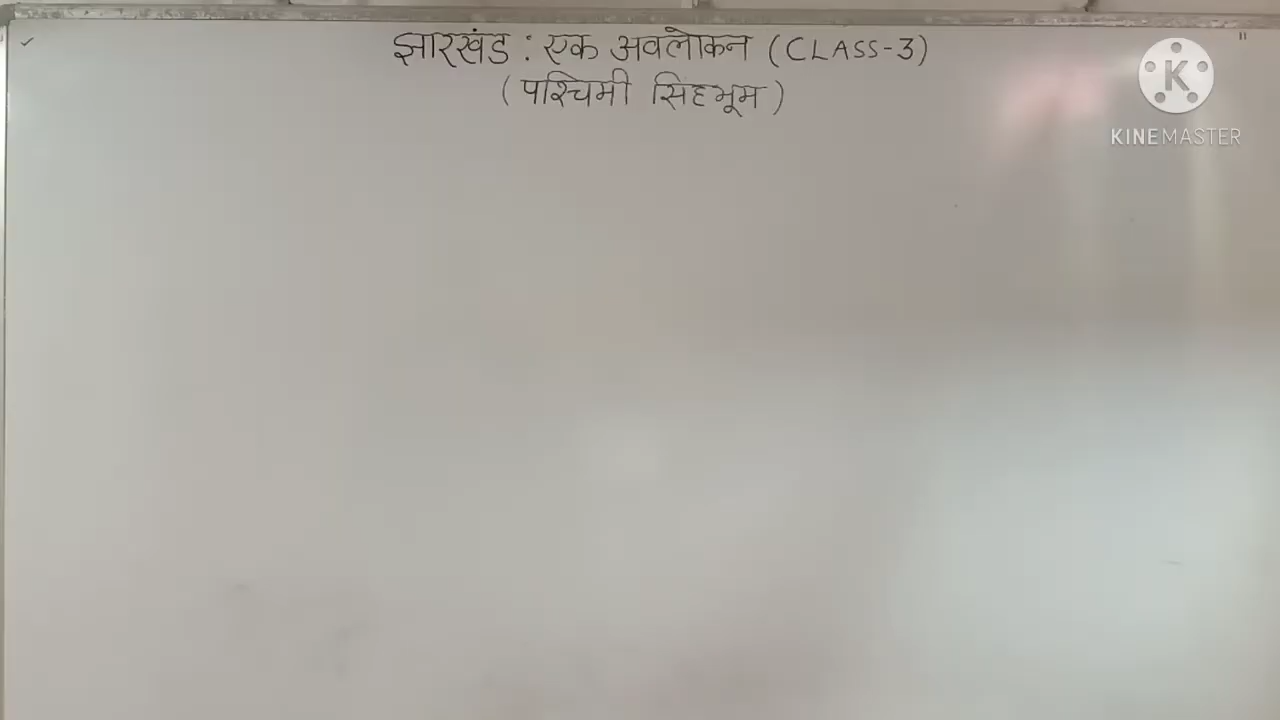 झारखंड : एक अवलोकन (CLASS-3)
(पश्चिमी सिंहभूम)
K
KINEMASTER